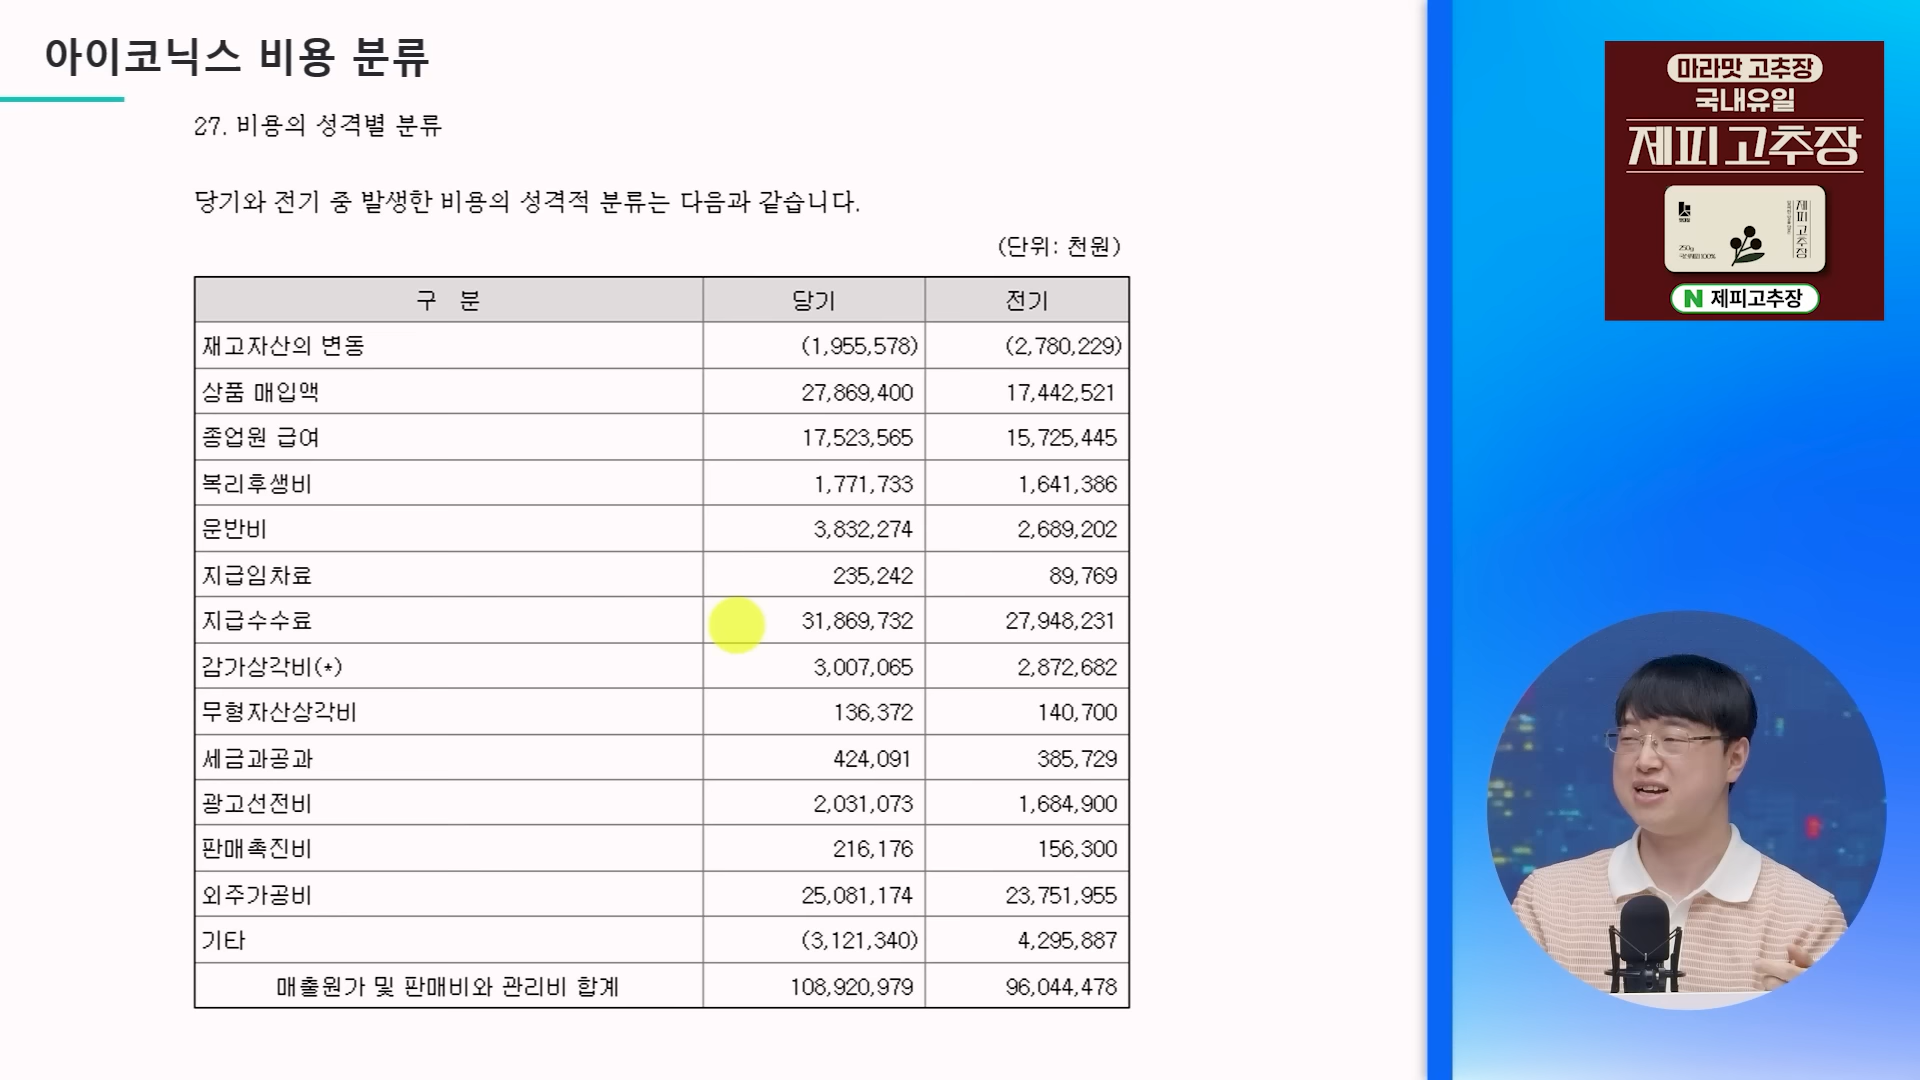 아이코닉스 비용 분류
27. 비용의 성격별 분류
당기와 전기 중 발생한 비용의 성격적 분류는 다음과 같습니다.
(단위: 천원)
구 분 당기 전기
재고자산의 변동 (1,955,578) (2,780,229)
상품 매입액 27,869,400 17,442,521
종업원 급여 17,523,565 15,725,445
복리후생비 1,771,733 1,641,386
운반비 3,832,274 2,689,202
지급임차료 235,242 89,769
지급수수료 31,869,732 27,948,231
감가상각비(*) 3,007,065 2,872,682
무형자산상각비 136,372 140,700
세금과공과 424,091 385,729
광고선전비 2,031,073 1,684,900
판매촉진비 216,176 156,300
외주가공비 25,081,174 23,751,955
기타 (3,121,340) 4,295,887
매출원가 및 판매비와 관리비 합계 108,920,979 96,044,478
마라맛 고추장
국내유일
제피고추장
제피고추장
250g
N 제피고추장